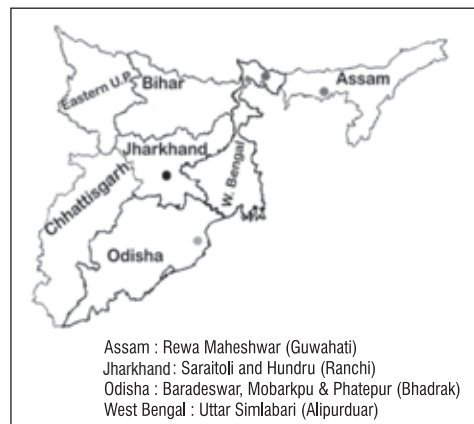 Eastern U.P.
Bihar
Assam
Jharkhand
W. Bengal
Chhattisgarh
Odisha
Assam : Rewa Maheshwar (Guwahati)
Jharkhand : Saraitoli and Hundru (Ranchi)
Odisha : Baradeswar, Mobarkpu & Phatepur (Bhadrak)
West Bengal : Uttar Simlabari (Alipurduar)